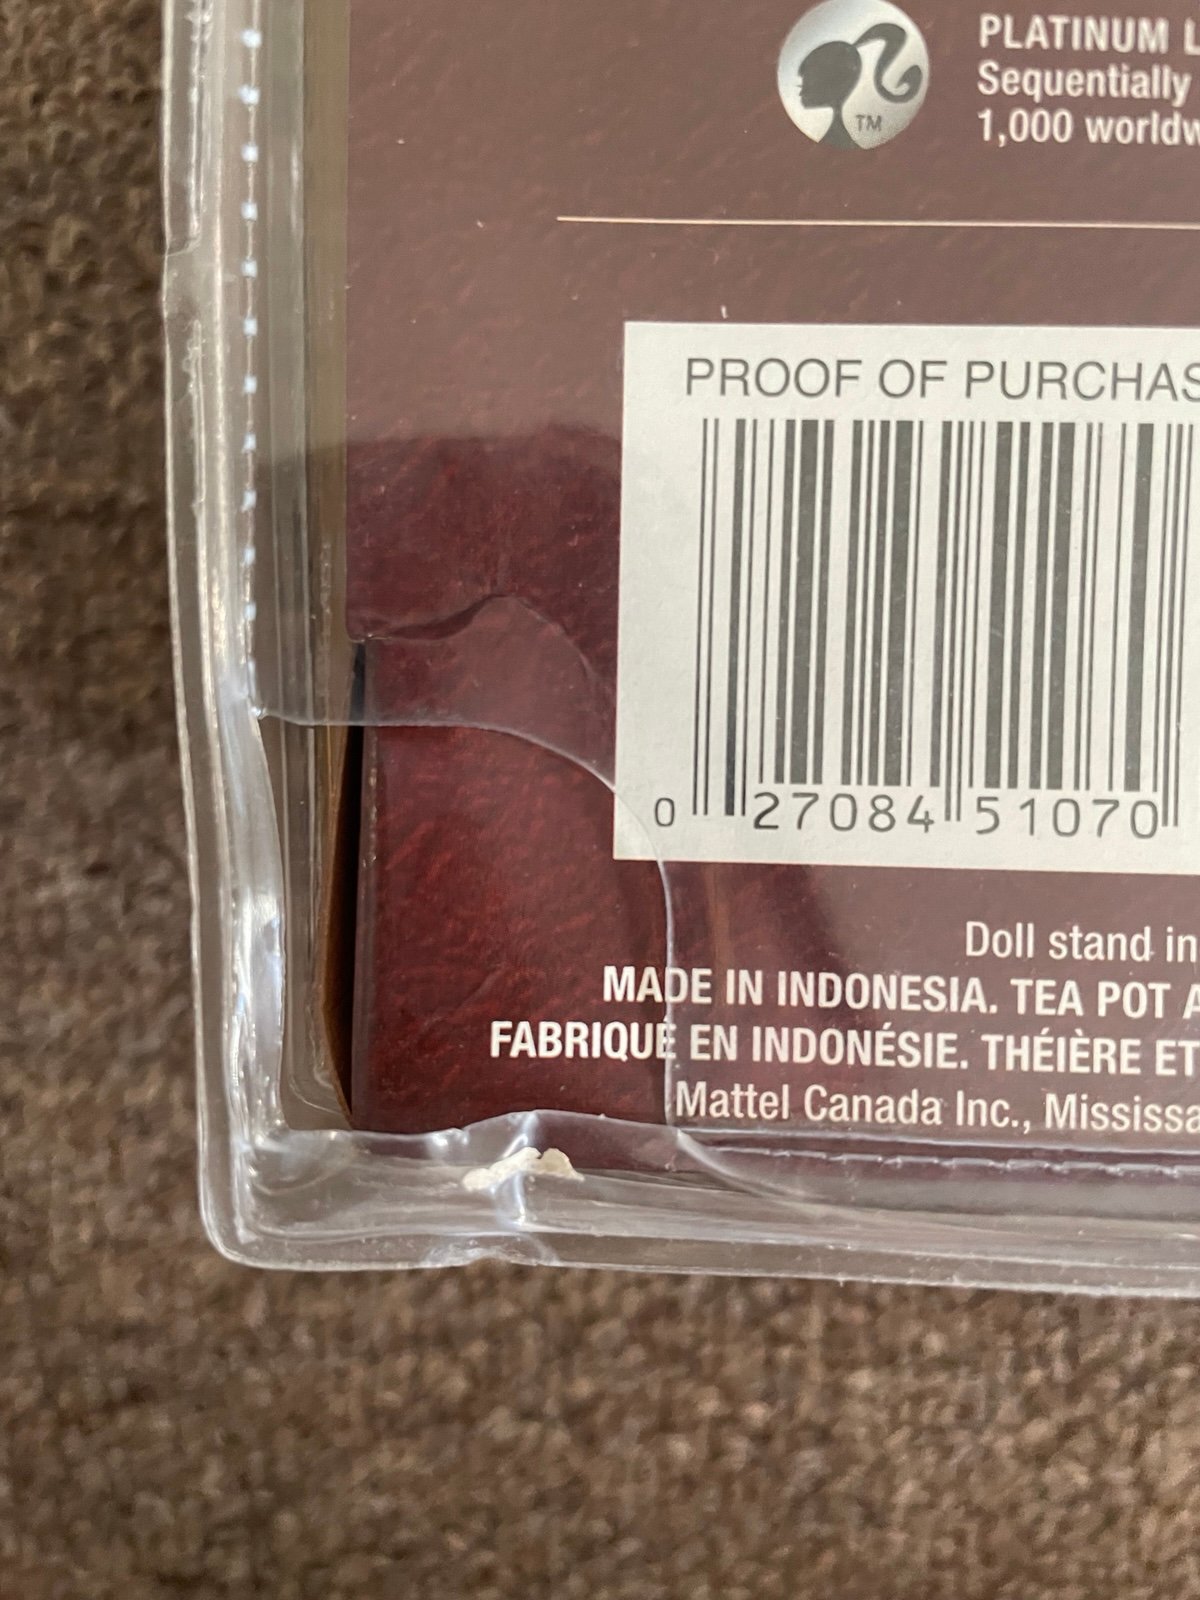 PLATINUM L
Sequentially
1,000 worldw
TM
PROOF OF PURCHAS
0 27084 51070
Doll stand in
MADE IN INDONESIA. TEA POT A
FABRIQUÉ EN INDONÉSIE. THÉIÈRE ET
Mattel Canada Inc., Mississa